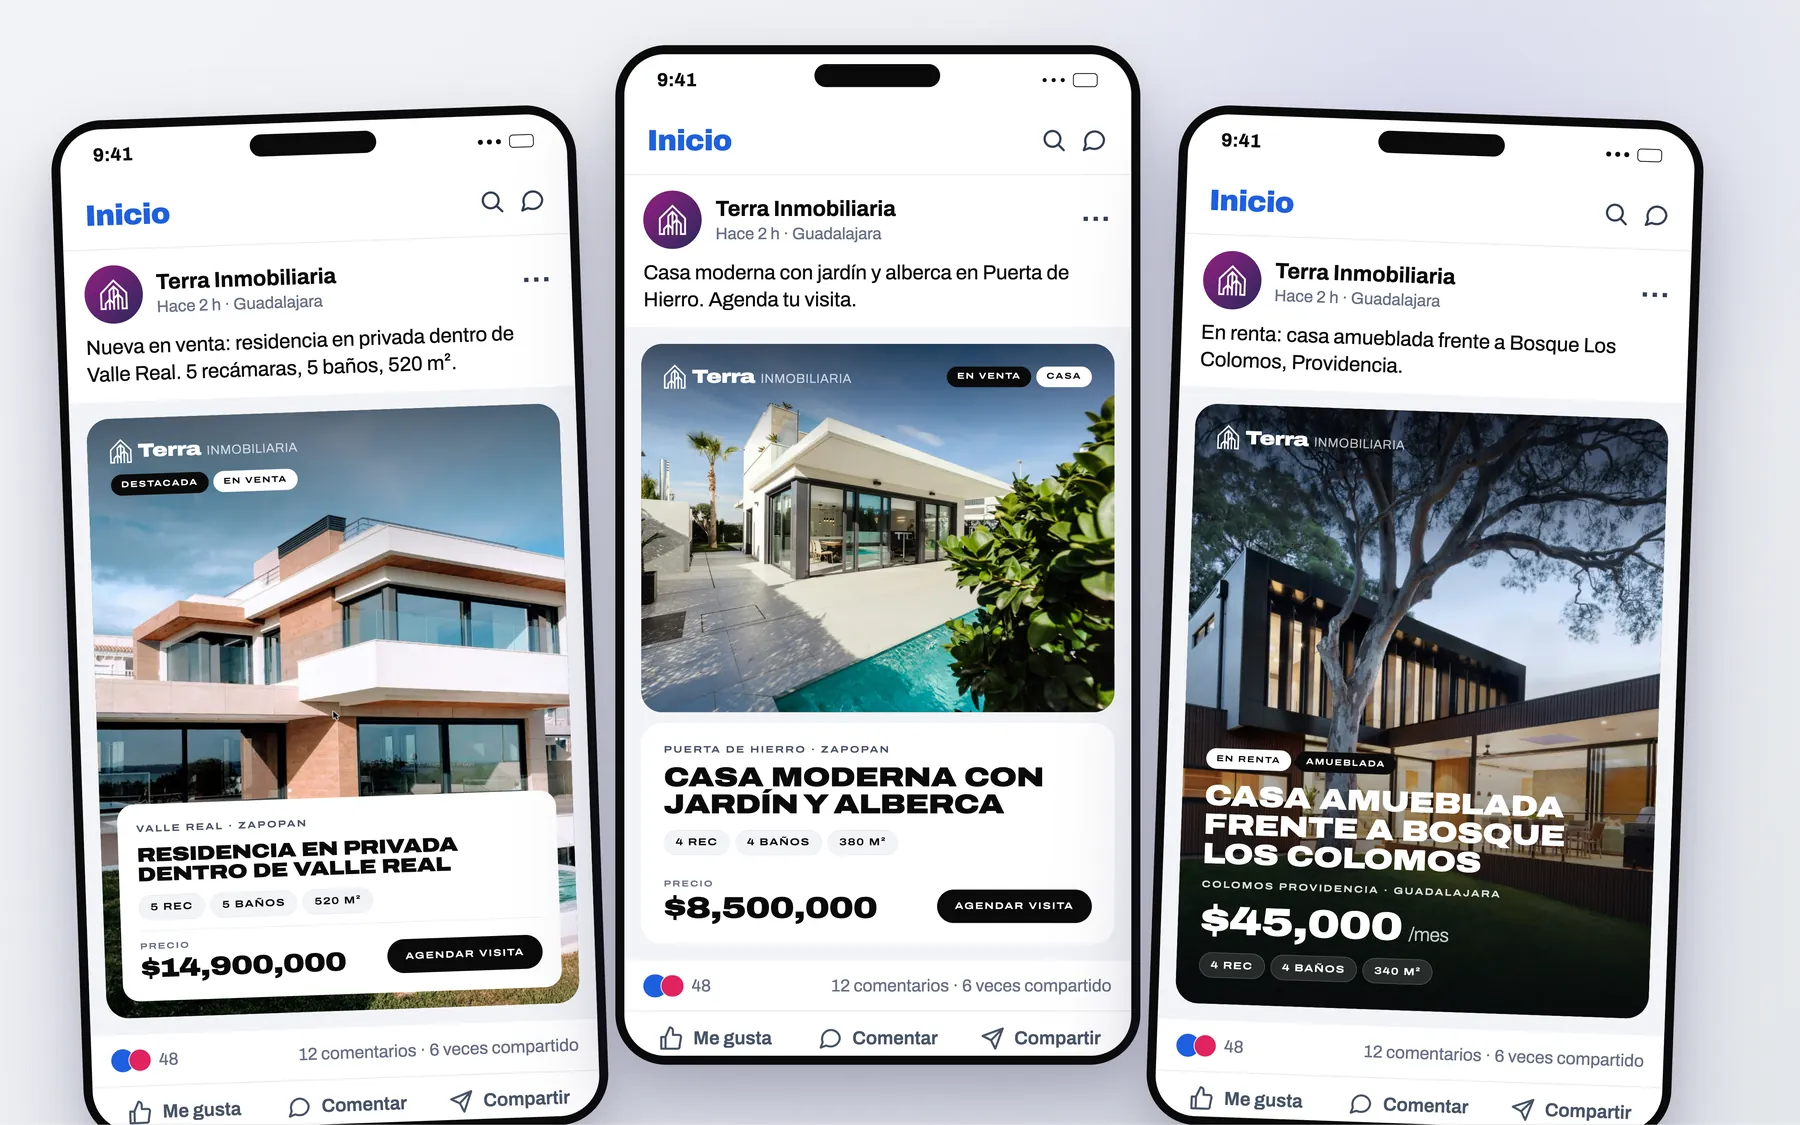 9:41
Inicio
Terra Inmobiliaria
Hace 2 h · Guadalajara
Nueva en venta: residencia en privada dentro de
Valle Real. 5 recámaras, 5 baños, 520 m².
Terra INMOBILIARIA
DESTACADA
EN VENTA
VALLE REAL · ZAPOPAN
RESIDENCIA EN PRIVADA
DENTRO DE VALLE REAL
5 REC
5 BAÑOS
520 M²
PRECIO
$14,900,000
AGENDAR VISITA
48
12 comentarios · 6 veces compartido
Me gusta
Comentar
Compartir
9:41
Inicio
Terra Inmobiliaria
Hace 2 h · Guadalajara
Casa moderna con jardín y alberca en Puerta de
Hierro. Agenda tu visita.
Terra INMOBILIARIA
EN VENTA
CASA
PUERTA DE HIERRO · ZAPOPAN
CASA MODERNA CON
JARDÍN Y ALBERCA
4 REC
4 BAÑOS
380 M²
PRECIO
$8,500,000
AGENDAR VISITA
48
12 comentarios · 6 veces compartido
Me gusta
Comentar
Compartir
9:41
Inicio
Terra Inmobiliaria
Hace 2 h · Guadalajara
En renta: casa amueblada frente a Bosque Los
Colomos, Providencia.
Terra INMOBILIARIA
EN RENTA
AMUEBLADA
CASA AMUEBLADA
FRENTE A BOSQUE
LOS COLOMOS
COLOMOS PROVIDENCIA · GUADALAJARA
$45,000 /mes
4 REC
4 BAÑOS
340 M²
48
12 comentarios · 6 veces compartido
Me gusta
Comentar
Compartir